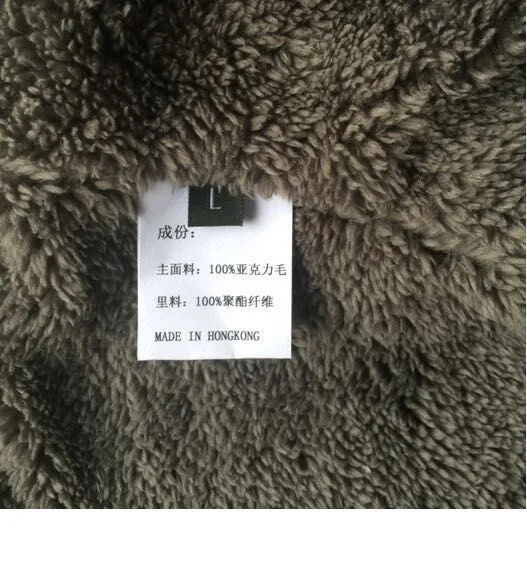 L
成份:
主面料: 100%亚克力毛
里料: 100%聚酯纤维
MADE IN HONGKONG